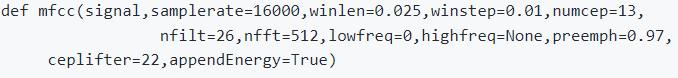 def mfcc(signal,samplerate=16000,winlen=0.025,winstep=0.01,numcep=13,
nfilt=26,nfft=512,lowfreq=0,highfreq=None,preemph=0.97,
ceplifter=22,appendEnergy=True)